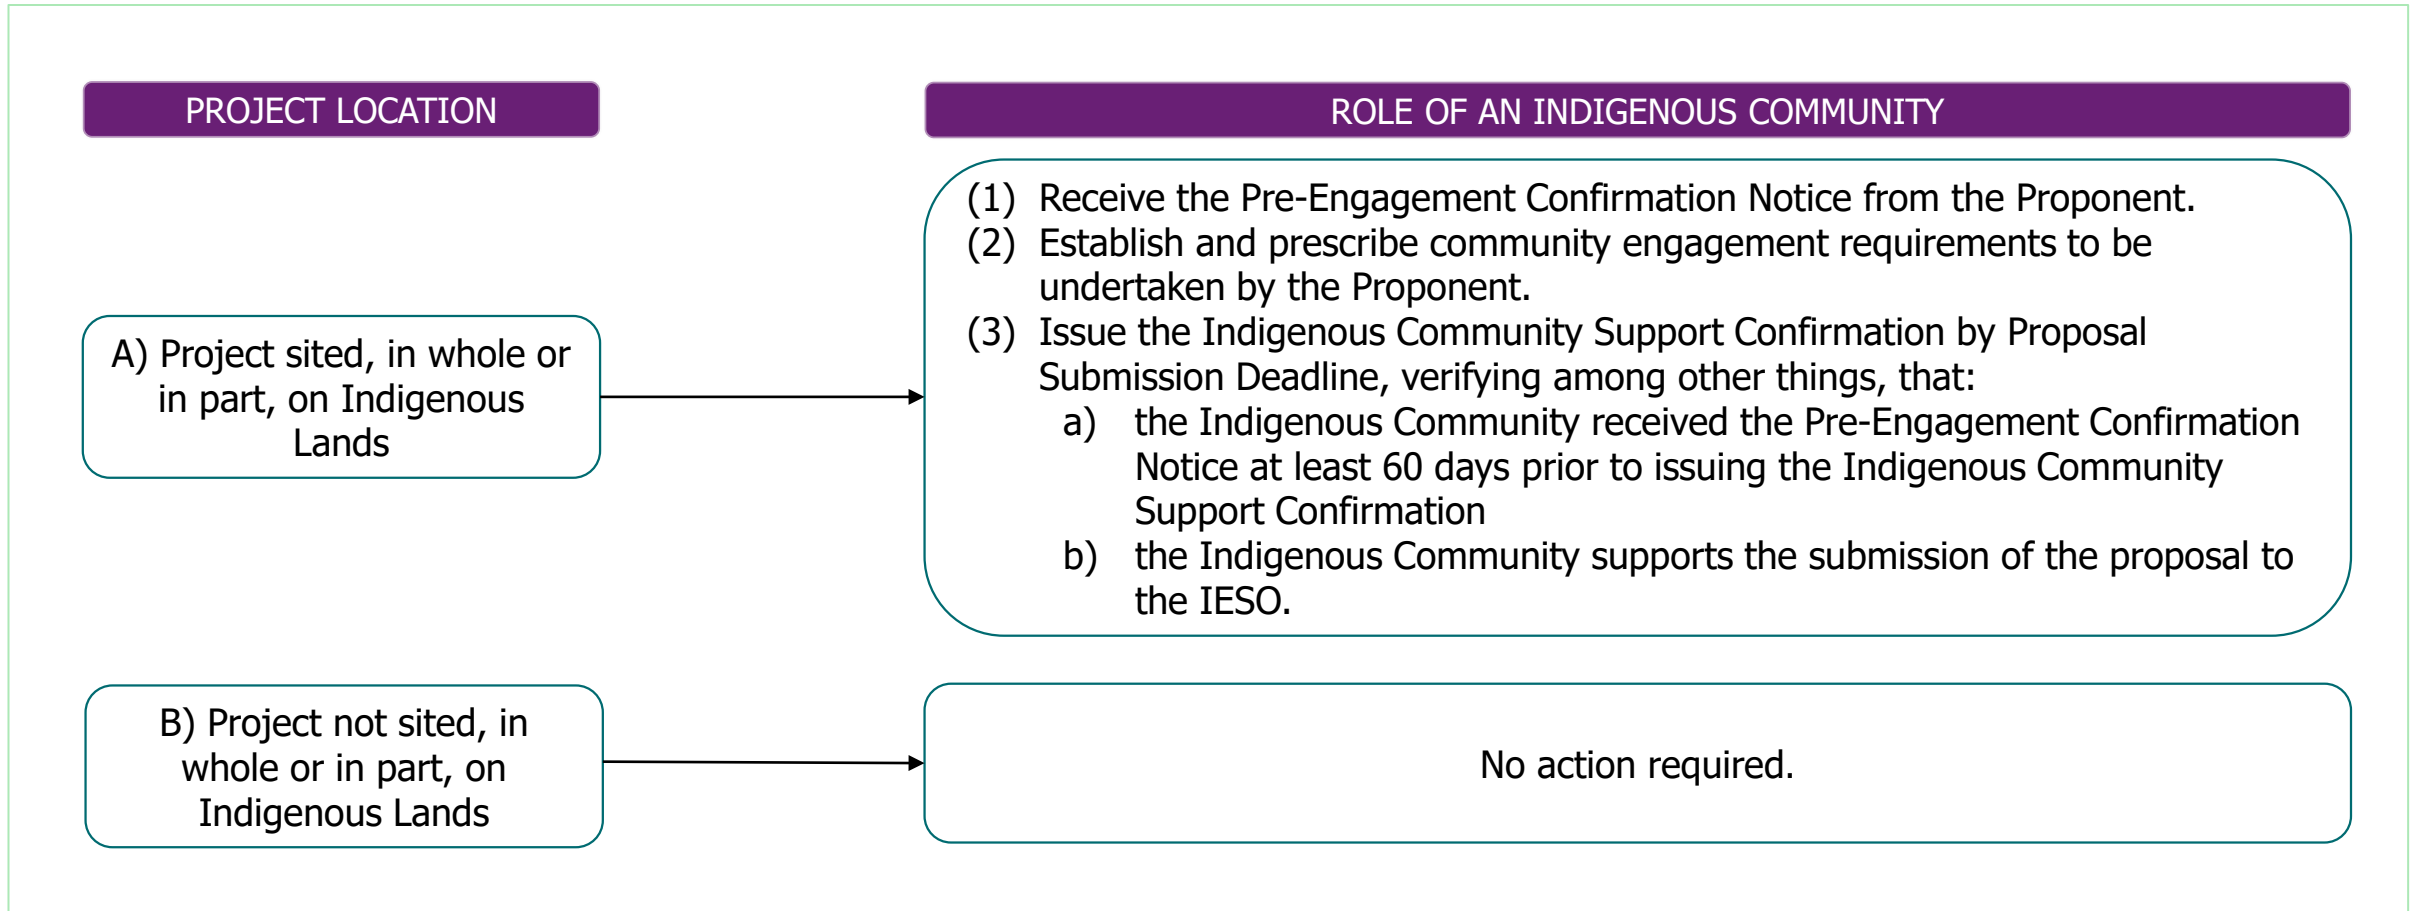 PROJECT LOCATION
ROLE OF AN INDIGENOUS COMMUNITY
A) Project sited, in whole or
in part, on Indigenous
Lands
(1) Receive the Pre-Engagement Confirmation Notice from the Proponent.
(2) Establish and prescribe community engagement requirements to be
undertaken by the Proponent.
(3) Issue the Indigenous Community Support Confirmation by Proposal
Submission Deadline, verifying among other things, that:
a) the Indigenous Community received the Pre-Engagement Confirmation
Notice at least 60 days prior to issuing the Indigenous Community
Support Confirmation
b) the Indigenous Community supports the submission of the proposal to
the IESO.
B) Project not sited, in
whole or in part, on
Indigenous Lands
No action required.